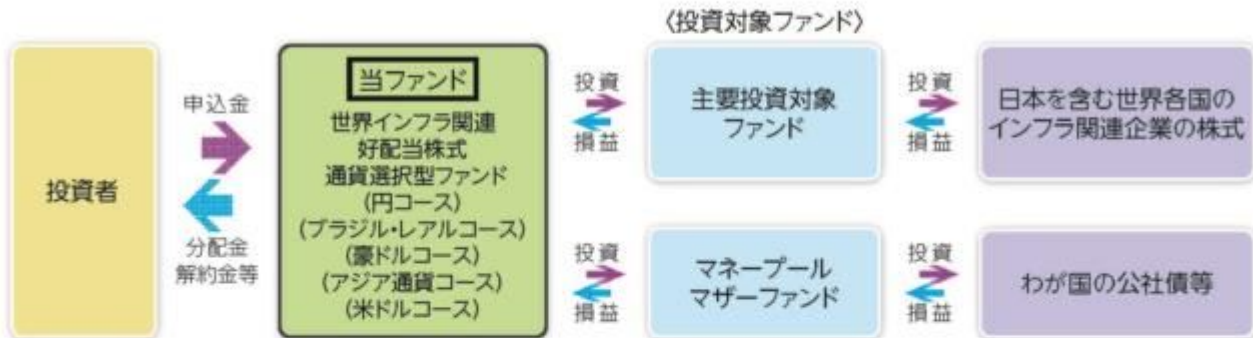 〈投資対象ファンド〉
投資者
申込金
分配金
解約金等
当ファンド
世界インフラ関連
好配当株式
通貨選択型ファンド
(円コース)
(ブラジル・レアルコース)
(豪ドルコース)
(アジア通貨コース)
(米ドルコース)
投資
損益
主要投資対象
ファンド
投資
損益
日本を含む世界各国の
インフラ関連企業の株式
投資
損益
マネープール
マザーファンド
投資
損益
わが国の公社債等